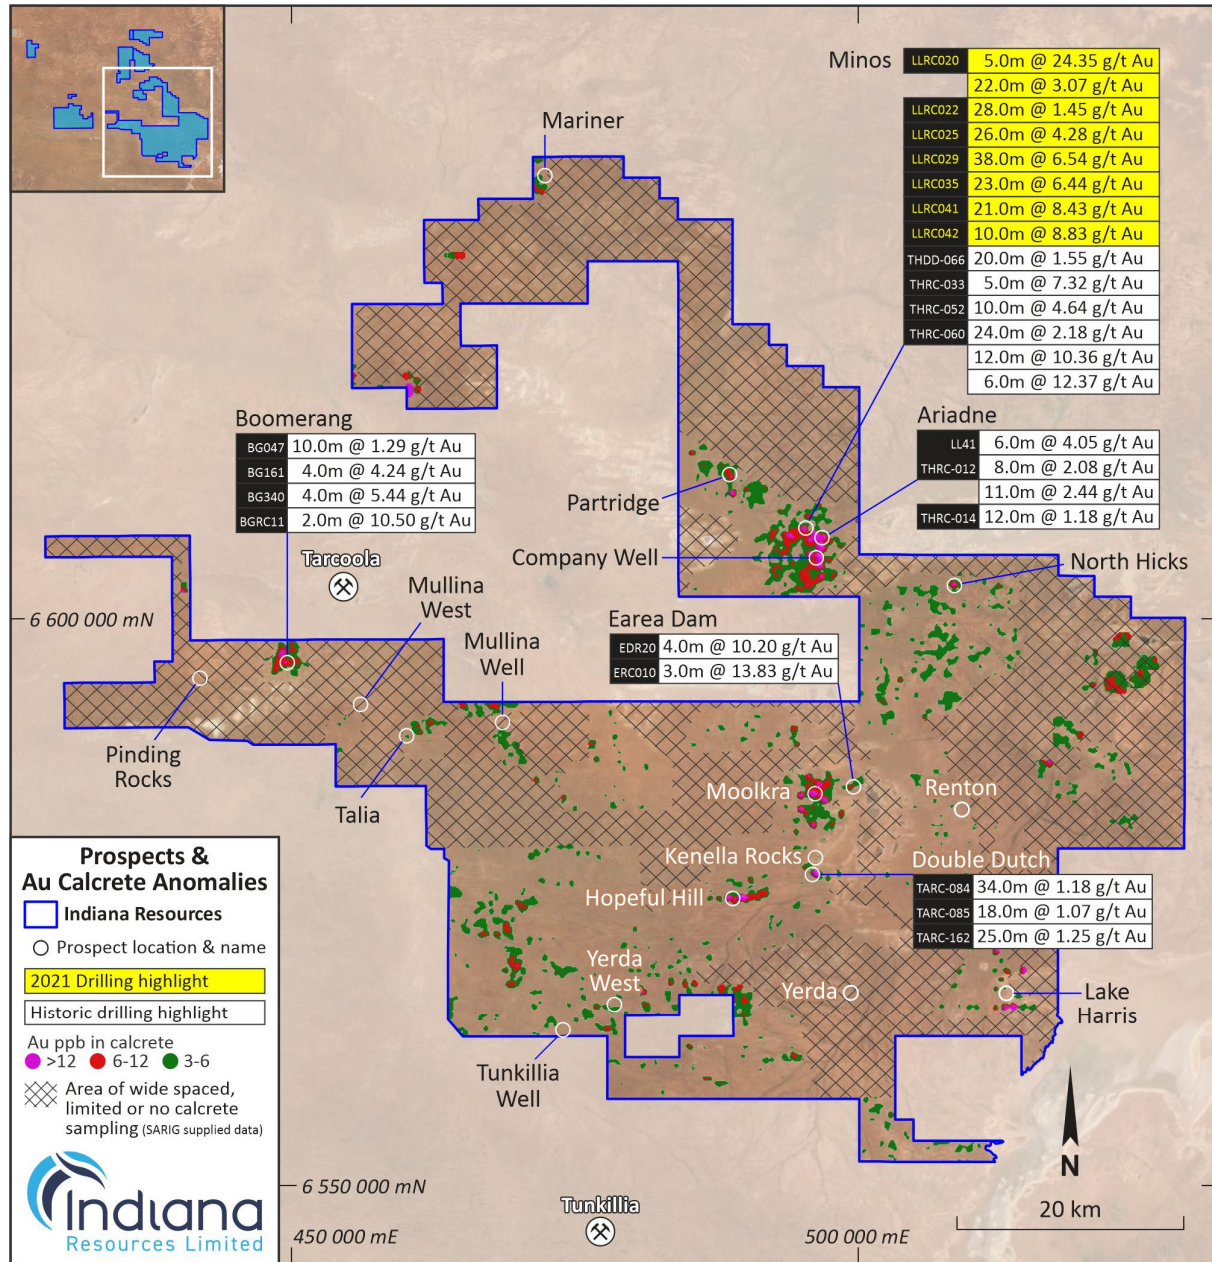 Mariner
Minos
LLRC020 5.0m @ 24.35 g/t Au
22.0m @ 3.07 g/t Au
LLRC022 28.0m @ 1.45 g/t Au
LLRC025 26.0m @ 4.28 g/t Au
LLRC029 38.0m @ 6.54 g/t Au
LLRC035 23.0m @ 6.44 g/t Au
LLRC041 21.0m @ 8.43 g/t Au
LLRC042 10.0m @ 8.83 g/t Au
THDD-066 20.0m @ 1.55 g/t Au
THRC-033 5.0m @ 7.32 g/t Au
THRC-052 10.0m @ 4.64 g/t Au
THRC-060 24.0m @ 2.18 g/t Au
12.0m @ 10.36 g/t Au
6.0m @ 12.37 g/t Au
Ariadne
LL41 6.0m @ 4.05 g/t Au
THRC-012 8.0m @ 2.08 g/t Au
11.0m @ 2.44 g/t Au
THRC-014 12.0m @ 1.18 g/t Au
Boomerang
BG047 10.0m @ 1.29 g/t Au
BG161 4.0m @ 4.24 g/t Au
BG340 4.0m @ 5.44 g/t Au
BGRC11 2.0m @ 10.50 g/t Au
Partridge
Company Well
North Hicks
Tarcoola
Mullina
West
Mullina
Well
6 600 000 mN
Earea Dam
EDR20 4.0m @ 10.20 g/t Au
ERC010 3.0m @ 13.83 g/t Au
Pinding
Rocks
Talia
Moolkra
Renton
Kenella Rocks
Double Dutch
TARC-084 34.0m @ 1.18 g/t Au
TARC-085 18.0m @ 1.07 g/t Au
TARC-162 25.0m @ 1.25 g/t Au
Hopeful Hill
Yerda
West
Yerda
Lake
Harris
Tunkillia
Well
Prospects &
Au Calcrete Anomalies
Indiana Resources
Prospect location & name
2021 Drilling highlight
Historic drilling highlight
Au ppb in calcrete
>12 6-12 3-6
Area of wide spaced,
limited or no calcrete
sampling (SARIG supplied data)
Indiana
Resources Limited
6 550 000 mN
Tunkillia
450 000 mE
500 000 mE
N
20 km